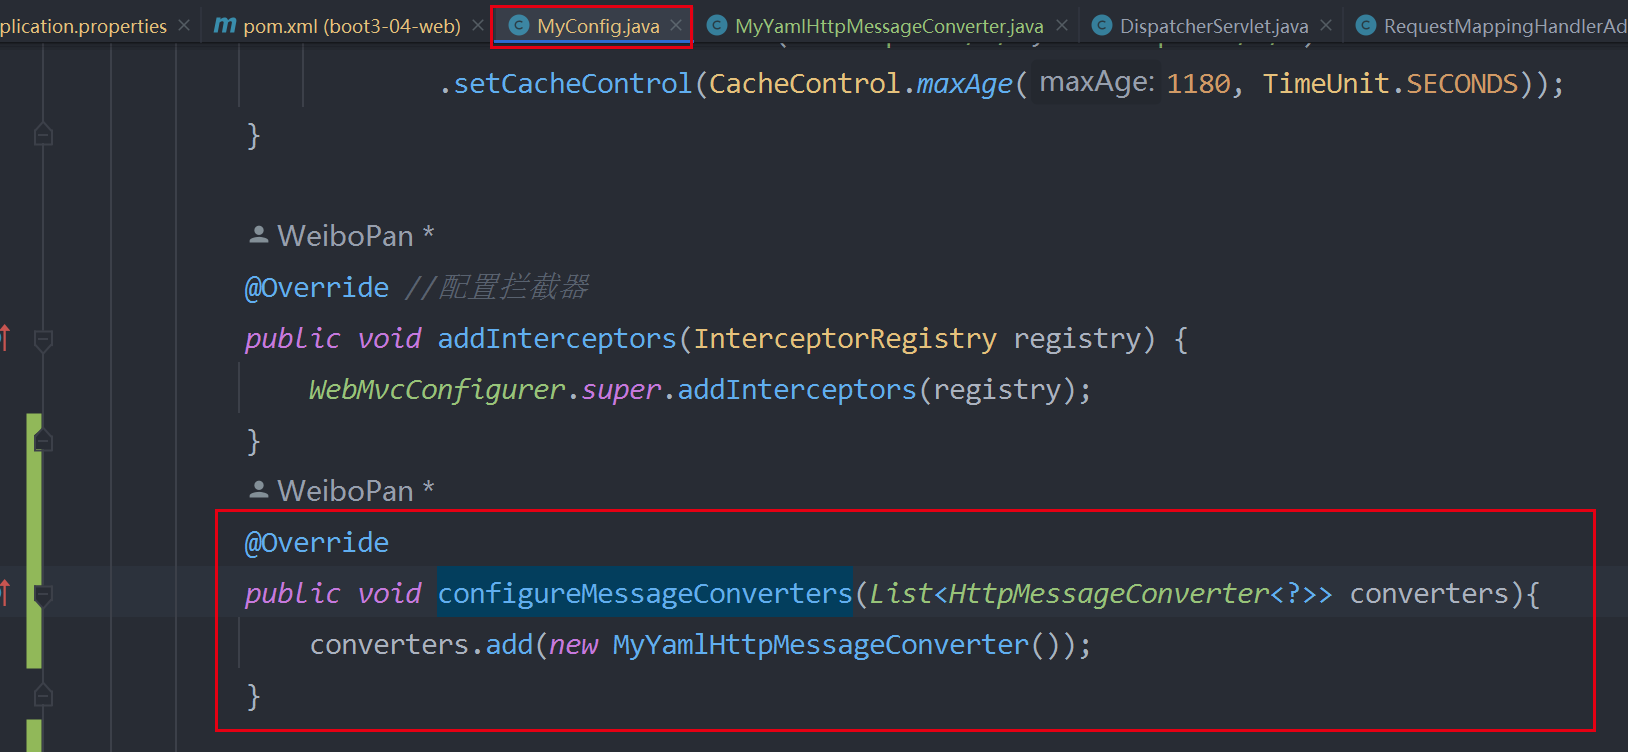 plication.properties × m pom.xml (boot3-04-web) × C MyConfig.java × C MyYamlHttpMessageConverter.java × C DispatcherServlet.java × C RequestMappingHandlerAd
.setCacheControl(CacheControl.maxAge( maxAge: 1180, TimeUnit.SECONDS));
}
WeiboPan *
@Override //配置拦截器
public void addInterceptors(InterceptorRegistry registry) {
WebMvcConfigurer.super.addInterceptors(registry);
}
WeiboPan *
@Override
public void configureMessageConverters(List<HttpMessageConverter<?>> converters){
converters.add(new MyYamlHttpMessageConverter());
}